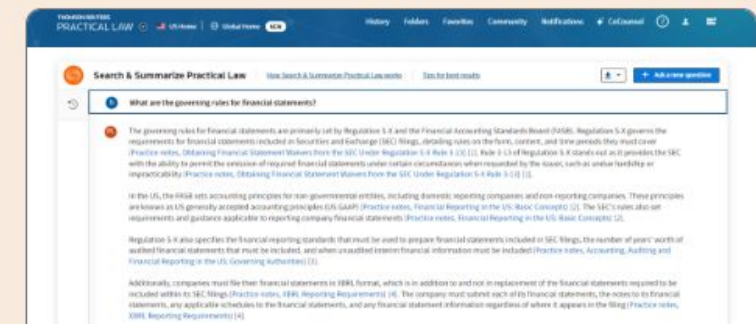 THOMSON REUTERS
PRACTICAL LAW US Home Global Home NEW History Folders Favorites Community Notifications CoCounsel
Search & Summarize Practical Law How Search & Summarize Practical Law works Tips for best results + Ask a new question
What are the governing rules for financial statements?
The governing rules for financial statements are primarily set by Regulation S-X and the Financial Accounting Standards Board (FASB). Regulation S-X governs the
requirements for financial statements included in Securities and Exchange (SEC) filings, detailing rules on the form, content, and time periods they must cover
(Practice notes, Obtaining Financial Statement Waivers from the SEC Under Regulation S-X Rule 3-13) [1]. Rule 3-13 of Regulation S-X stands out as it provides the SEC
with the ability to permit the omission of required financial statements under certain circumstances when requested by the issuer, such as undue hardship or
impracticability (Practice notes, Obtaining Financial Statement Waivers from the SEC Under Regulation S-X Rule 3-13) [1].
In the US, the FASB sets accounting principles for non-governmental entities, including domestic reporting companies and non-reporting companies. These principles
are known as US generally accepted accounting principles (US GAAP) (Practice notes, Financial Reporting in the US: Basic Concepts) [2]. The SEC's rules also set
requirements and guidance applicable to reporting company financial statements (Practice notes, Financial Reporting in the US: Basic Concepts) [2].
Regulation S-X also specifies the financial reporting standards that must be used to prepare financial statements included in SEC filings, the number of years' worth of
audited financial statements that must be included, and when unaudited interim financial information must be included (Practice notes, Accounting, Auditing and
Financial Reporting in the US: Governing Authorities) [3].
Additionally, companies must file their financial statements in XBRL format, which is in addition to and not in replacement of the financial statements required to be
included within its SEC filings (Practice notes, XBRL Reporting Requirements) [4]. The company must submit each of its financial statements, the notes to its financial
statements, any applicable schedules to the financial statements, and any financial statement information regardless of where it appears in the filing (Practice notes,
XBRL Reporting Requirements) [4].